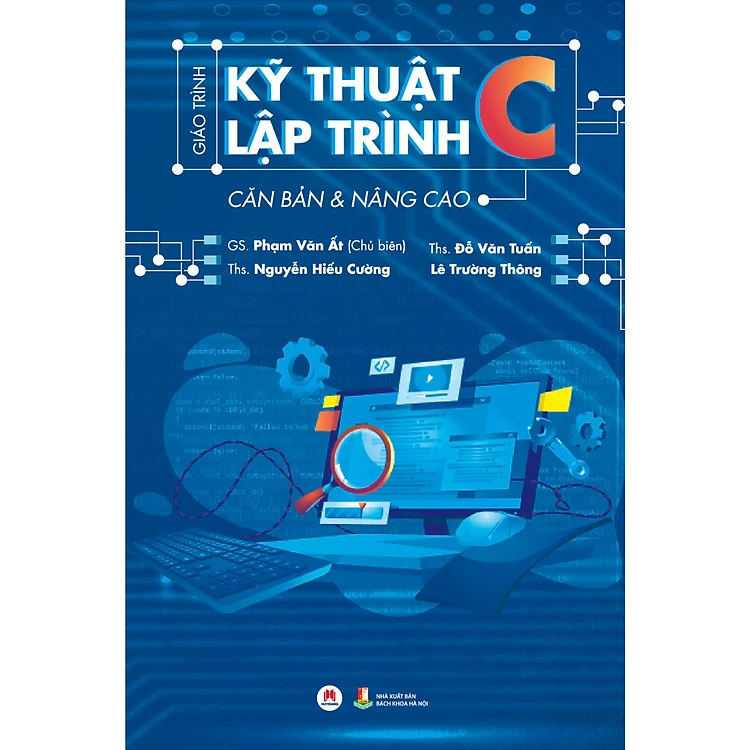 GIÁO TRÌNH
KỸ THUẬT
LẬP TRÌNH C
CĂN BẢN & NÂNG CAO
GS. Phạm Văn Ất (Chủ biên)
Ths. Nguyễn Hiếu Cường
Ths. Đỗ Văn Tuấn
Lê Trường Thông
</>
HUYHOANG
NHÀ XUẤT BẢN
BÁCH KHOA HÀ NỘI